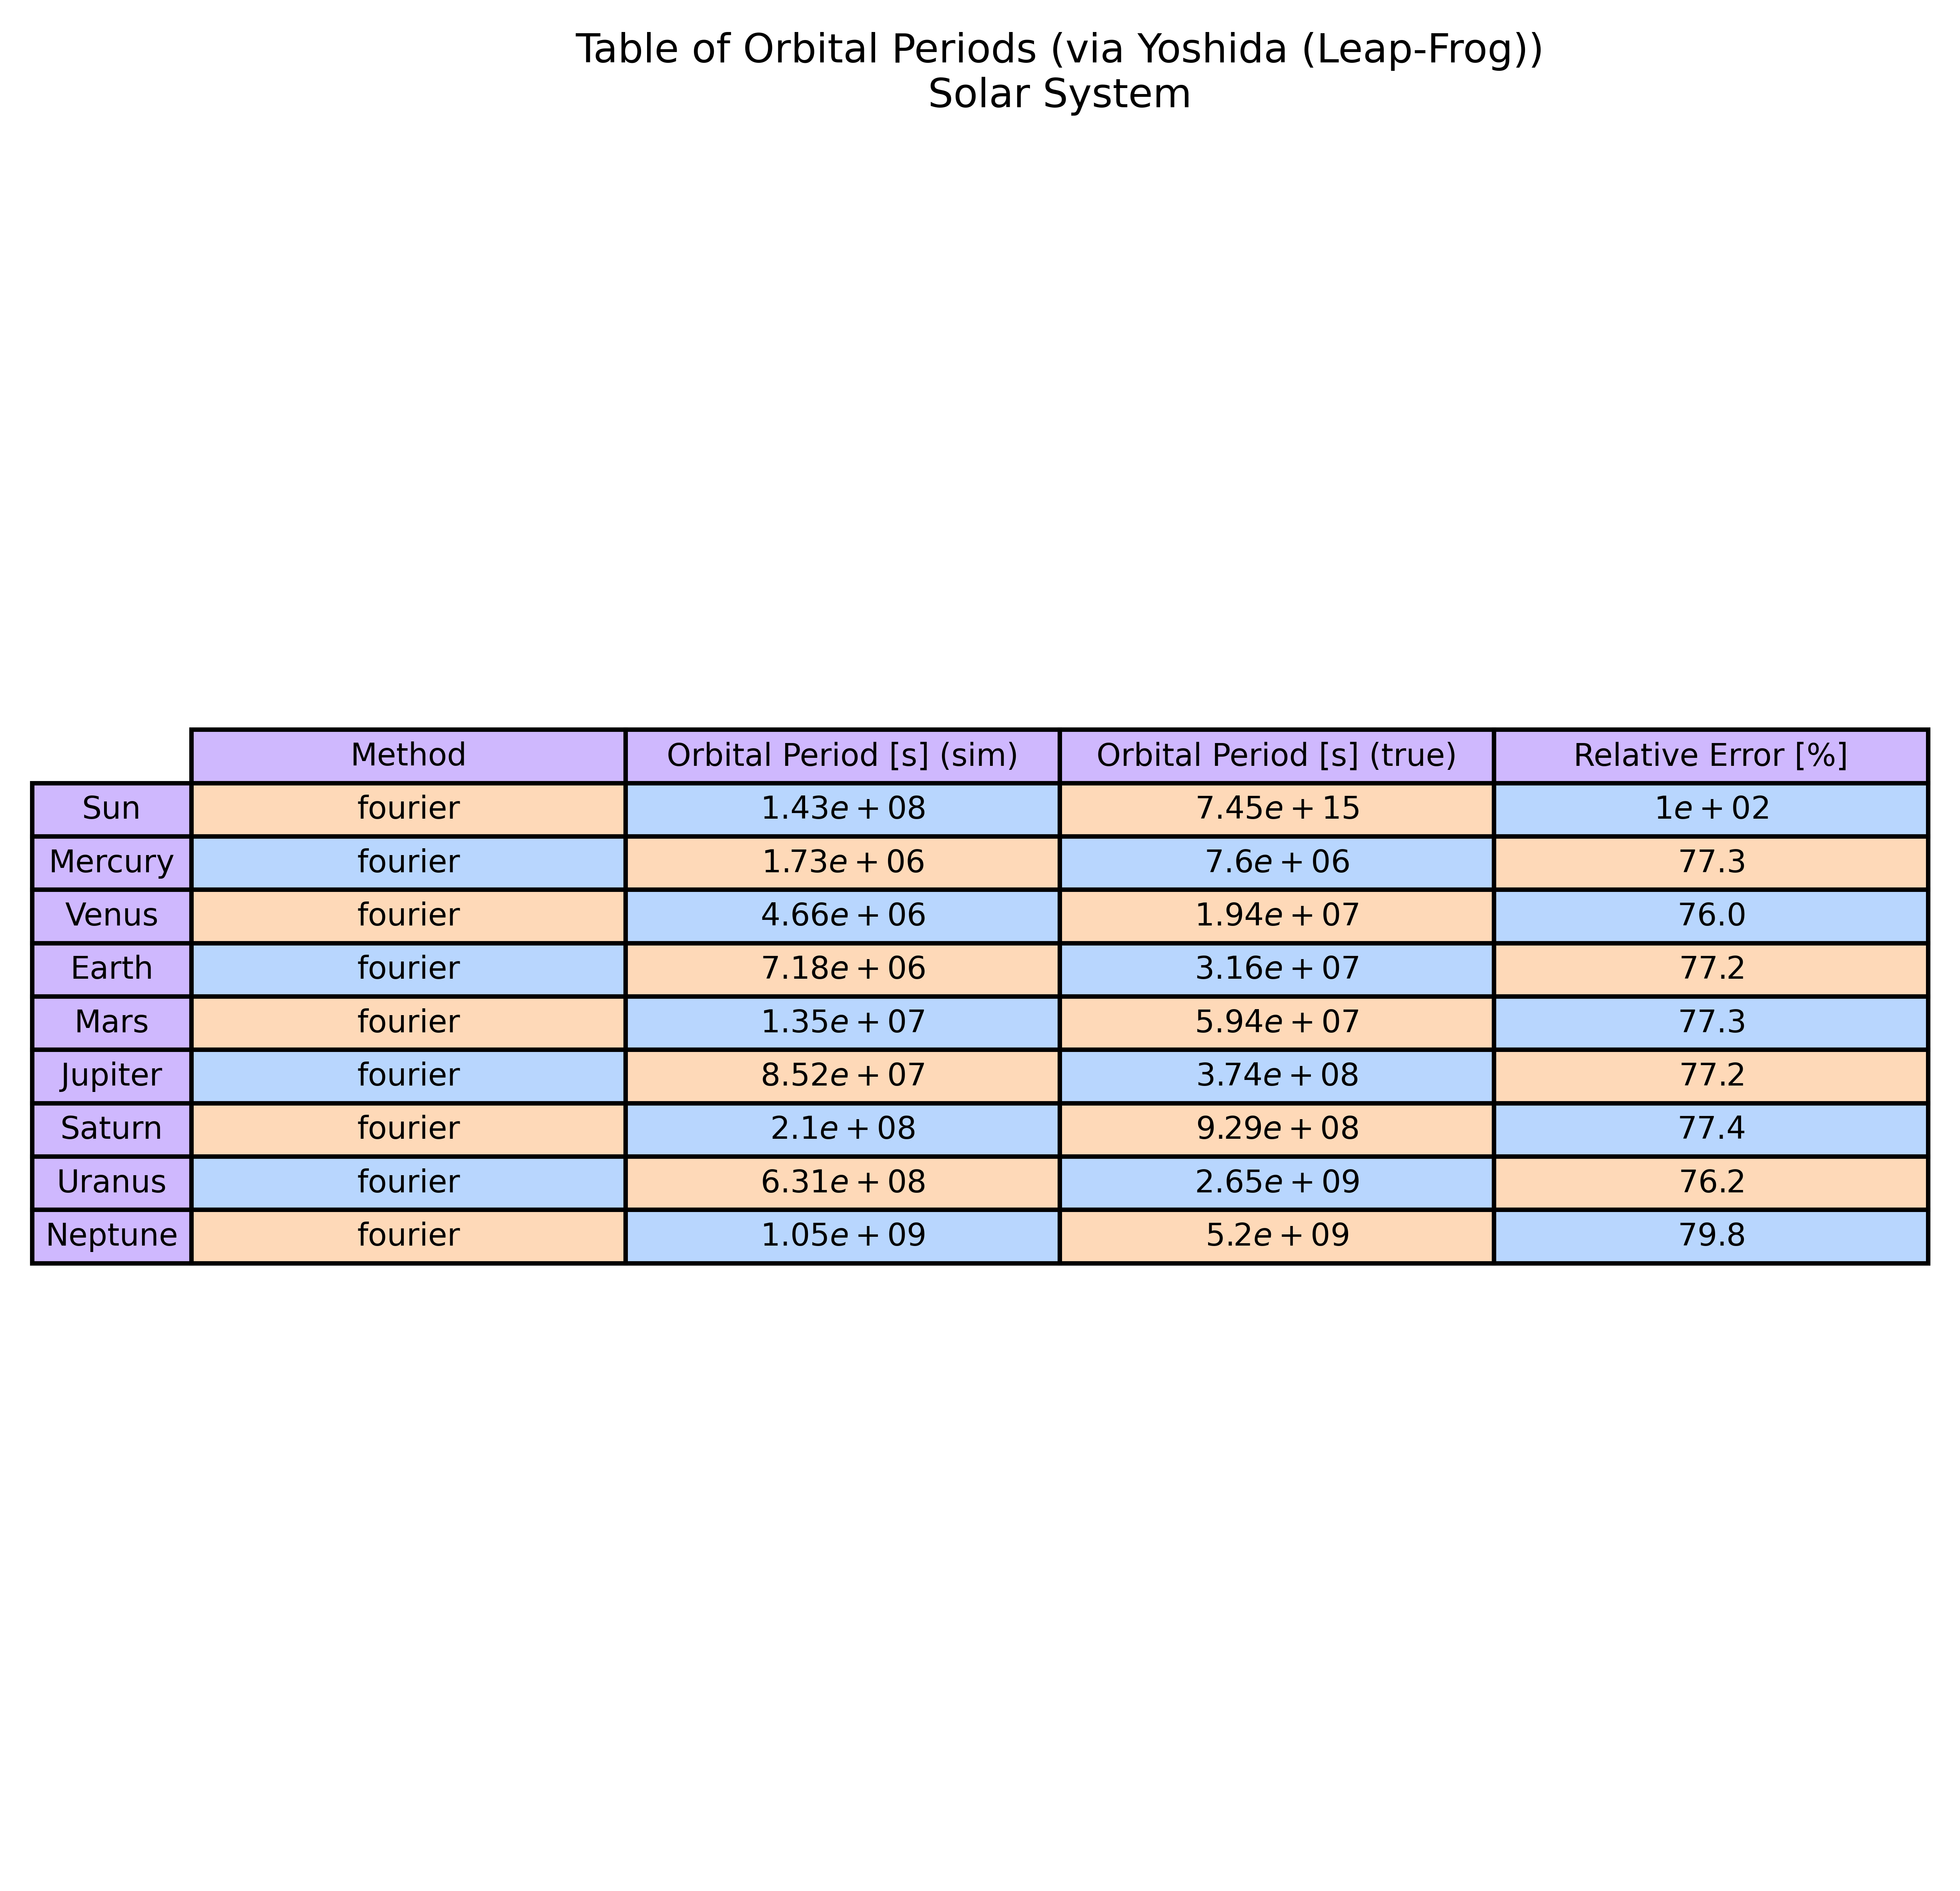 Table of Orbital Periods (via Yoshida (Leap-Frog))
Solar System
Method Orbital Period [s] (sim) Orbital Period [s] (true) Relative Error [%]
Sun fourier 1.43e + 08 7.45e + 15 1e + 02
Mercury fourier 1.73e + 06 7.6e + 06 77.3
Venus fourier 4.66e + 06 1.94e + 07 76.0
Earth fourier 7.18e + 06 3.16e + 07 77.2
Mars fourier 1.35e + 07 5.94e + 07 77.3
Jupiter fourier 8.52e + 07 3.74e + 08 77.2
Saturn fourier 2.1e + 08 9.29e + 08 77.4
Uranus fourier 6.31e + 08 2.65e + 09 76.2
Neptune fourier 1.05e + 09 5.2e + 09 79.8